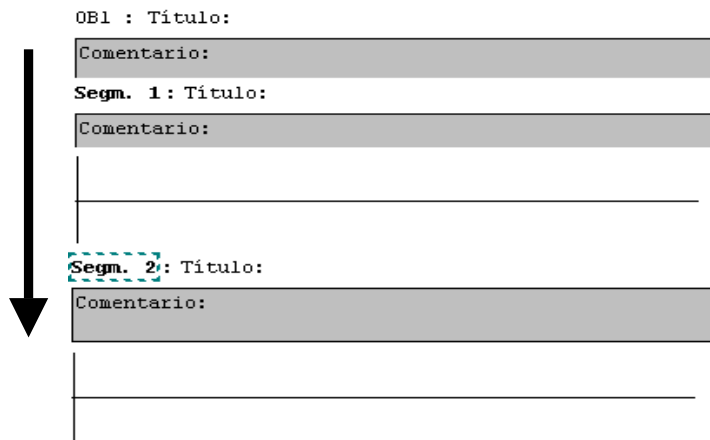 OB1 : Título:
Comentario:
Segm. 1 : Título:
Comentario:
Segm. 2 : Título:
Comentario: